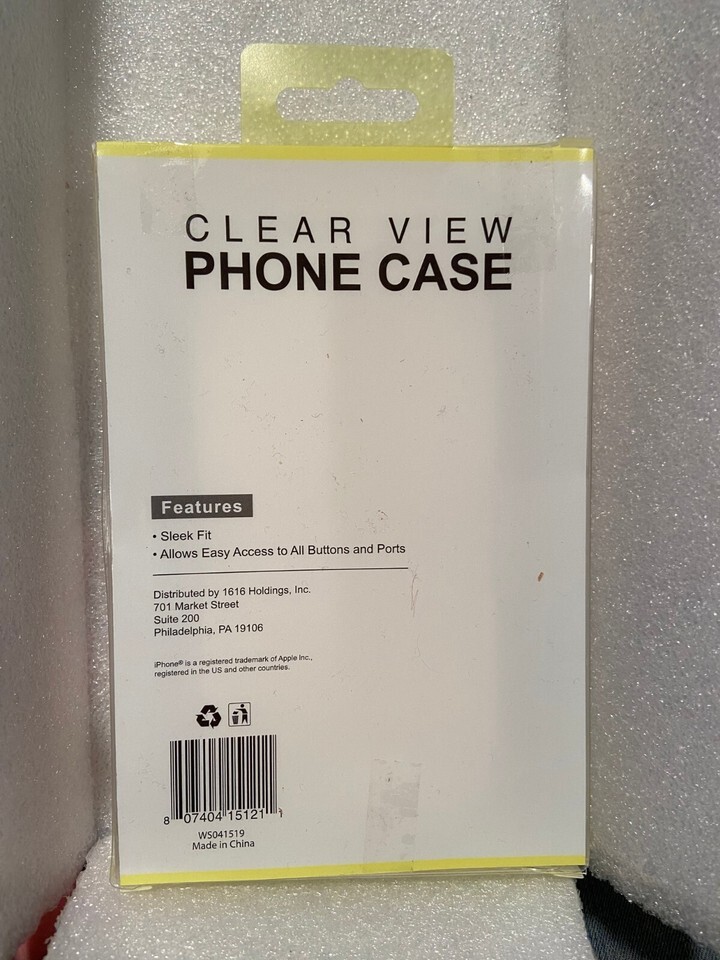 CLEAR VIEW
PHONE CASE
Features
• Sleek Fit
• Allows Easy Access to All Buttons and Ports
Distributed by 1616 Holdings, Inc.
701 Market Street
Suite 200
Philadelphia, PA 19106
iPhone® is a registered trademark of Apple Inc.,
registered in the US and other countries.
8 07404 15121 1
WS041519
Made in China